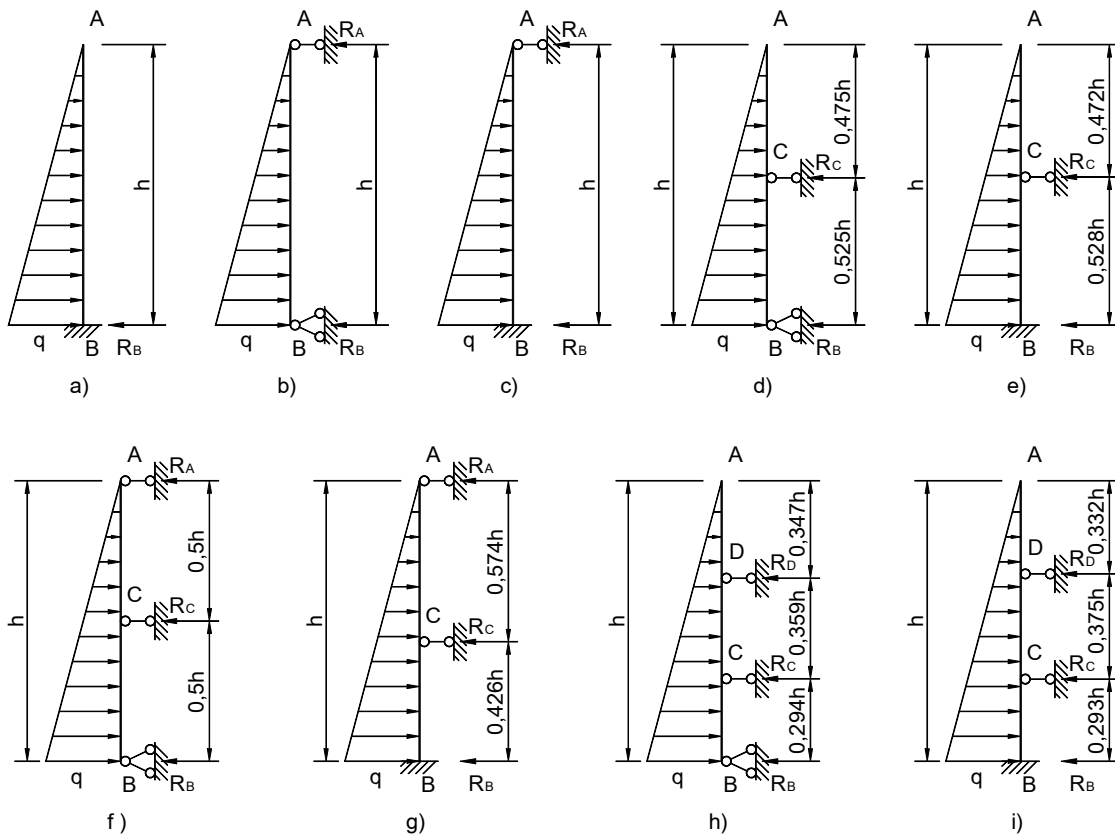 A A A A A
RA RA
h h h h h
0,475h 0,472h
C RC C RC
0,525h 0,528h
q B RB q B RB q B RB q B RB q B RB
a) b) c) d) e)
A A A A
RA RA
h h h h
0,5h 0,574h 0,347h 0,332h
D RD D RD
C RC C RC
0,359h 0,375h
C RC C RC
0,5h 0,426h 0,294h 0,293h
q B RB q B RB q B RB q B RB
f ) g) h) i)